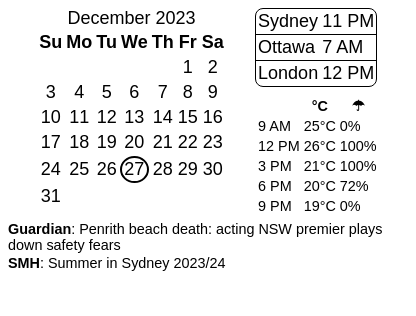 December 2023
Su Mo Tu We Th Fr Sa
1 2
3 4 5 6 7 8 9
10 11 12 13 14 15 16
17 18 19 20 21 22 23
24 25 26 27 28 29 30
31
Sydney 11 PM
Ottawa 7 AM
London 12 PM
°C ☂
9 AM 25°C 0%
12 PM 26°C 100%
3 PM 21°C 100%
6 PM 20°C 72%
9 PM 19°C 0%
Guardian: Penrith beach death: acting NSW premier plays
down safety fears
SMH: Summer in Sydney 2023/24